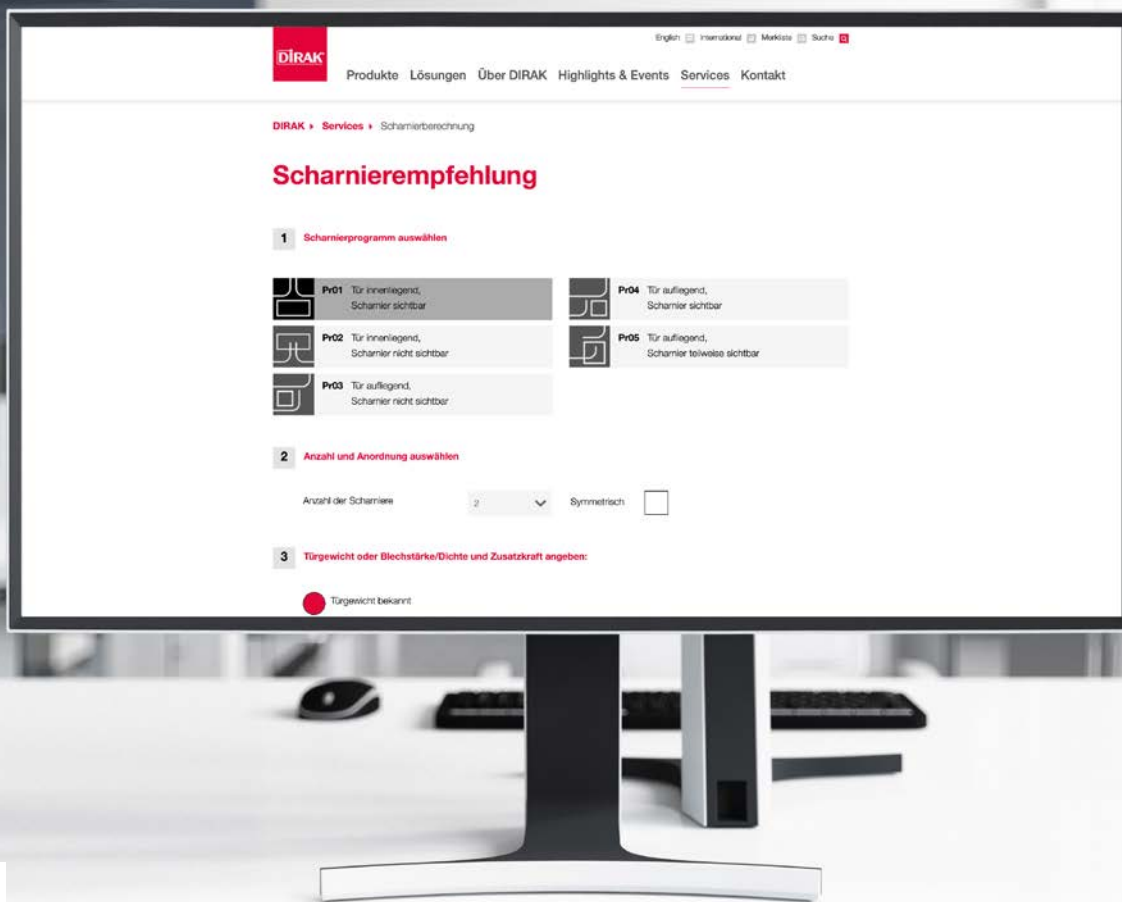 English International Merkliste Suche
DIRAK
Produkte Lösungen Über DIRAK Highlights & Events Services Kontakt
DIRAK Services Scharnierberechnung
Scharnierempfehlung
1 Scharnierprogramm auswählen
Pr01 Tür innenliegend,
Scharnier sichtbar
Pr02 Tür innenliegend,
Scharnier nicht sichtbar
Pr03 Tür aufliegend,
Scharnier nicht sichtbar
Pr04 Tür aufliegend,
Scharnier sichtbar
Pr05 Tür aufliegend,
Scharnier teilweise sichtbar
2 Anzahl und Anordnung auswählen
Anzahl der Scharniere 2 Symmetrisch
3 Türgewicht oder Blechstärke/Dichte und Zusatzkraft angeben:
Türgewicht bekannt